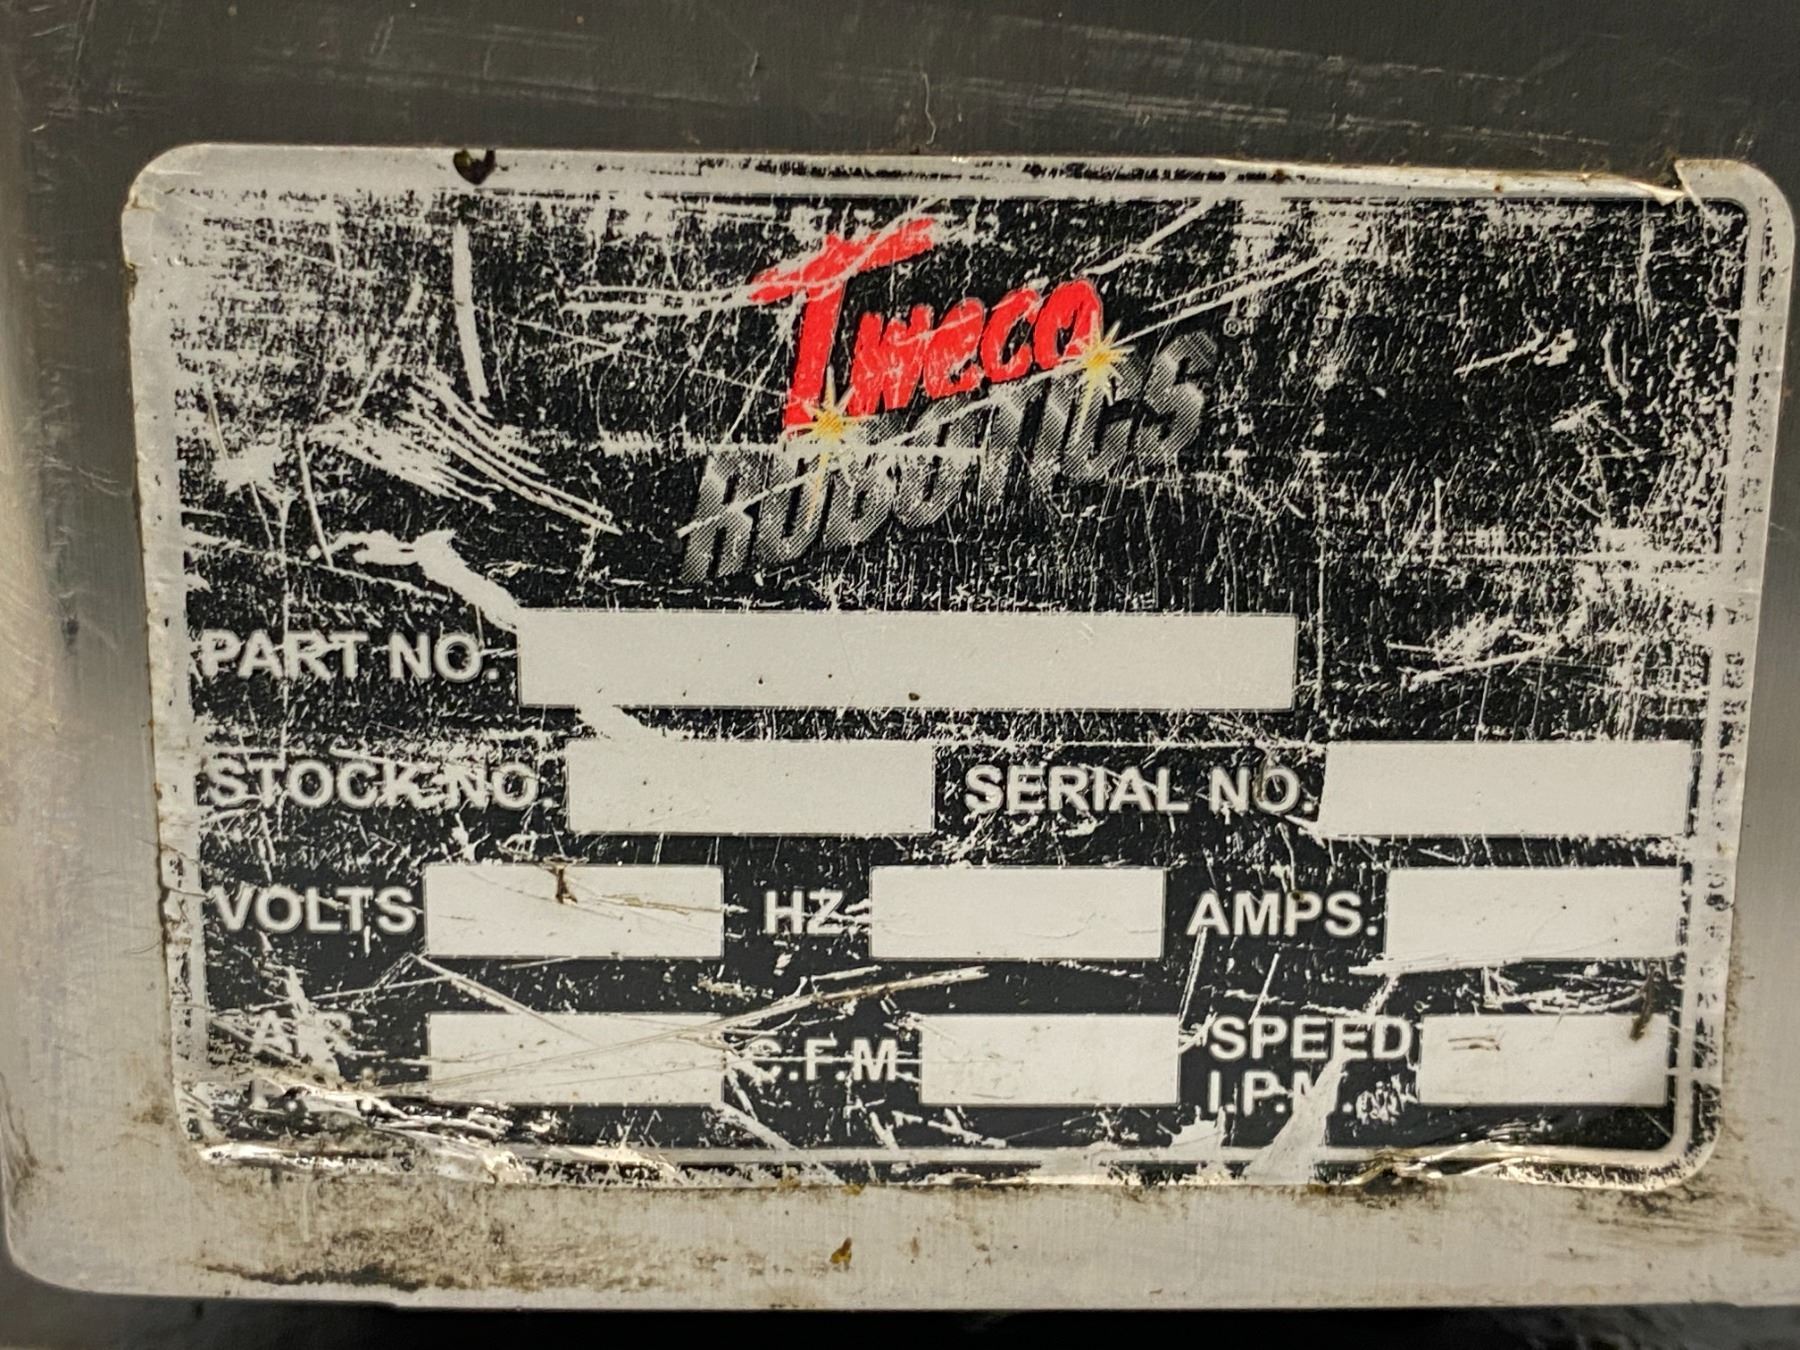 Tweco®
ROBOTICS
PART NO.
STOCK NO. SERIAL NO.
VOLTS HZ AMPS.
C.F.M. SPEED
I.P.M.